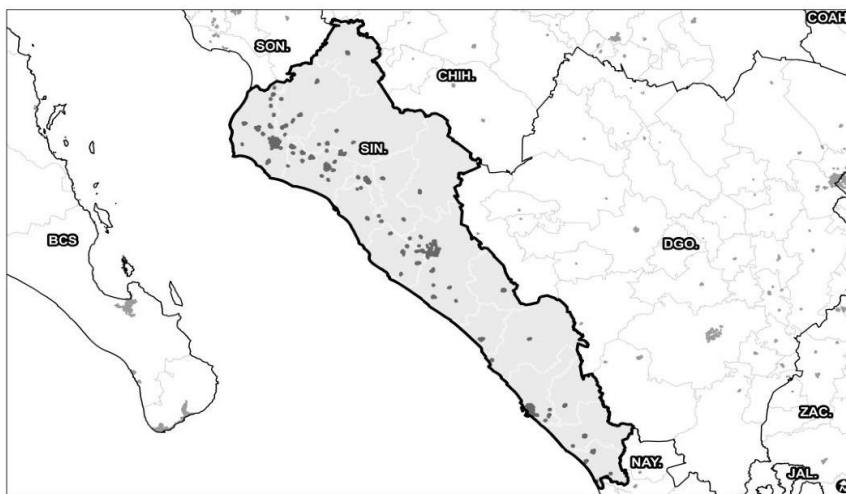 COAH.
SON.
CHIH.
SIN.
BCS
DGO.
ZAC.
NAY.
JAL.